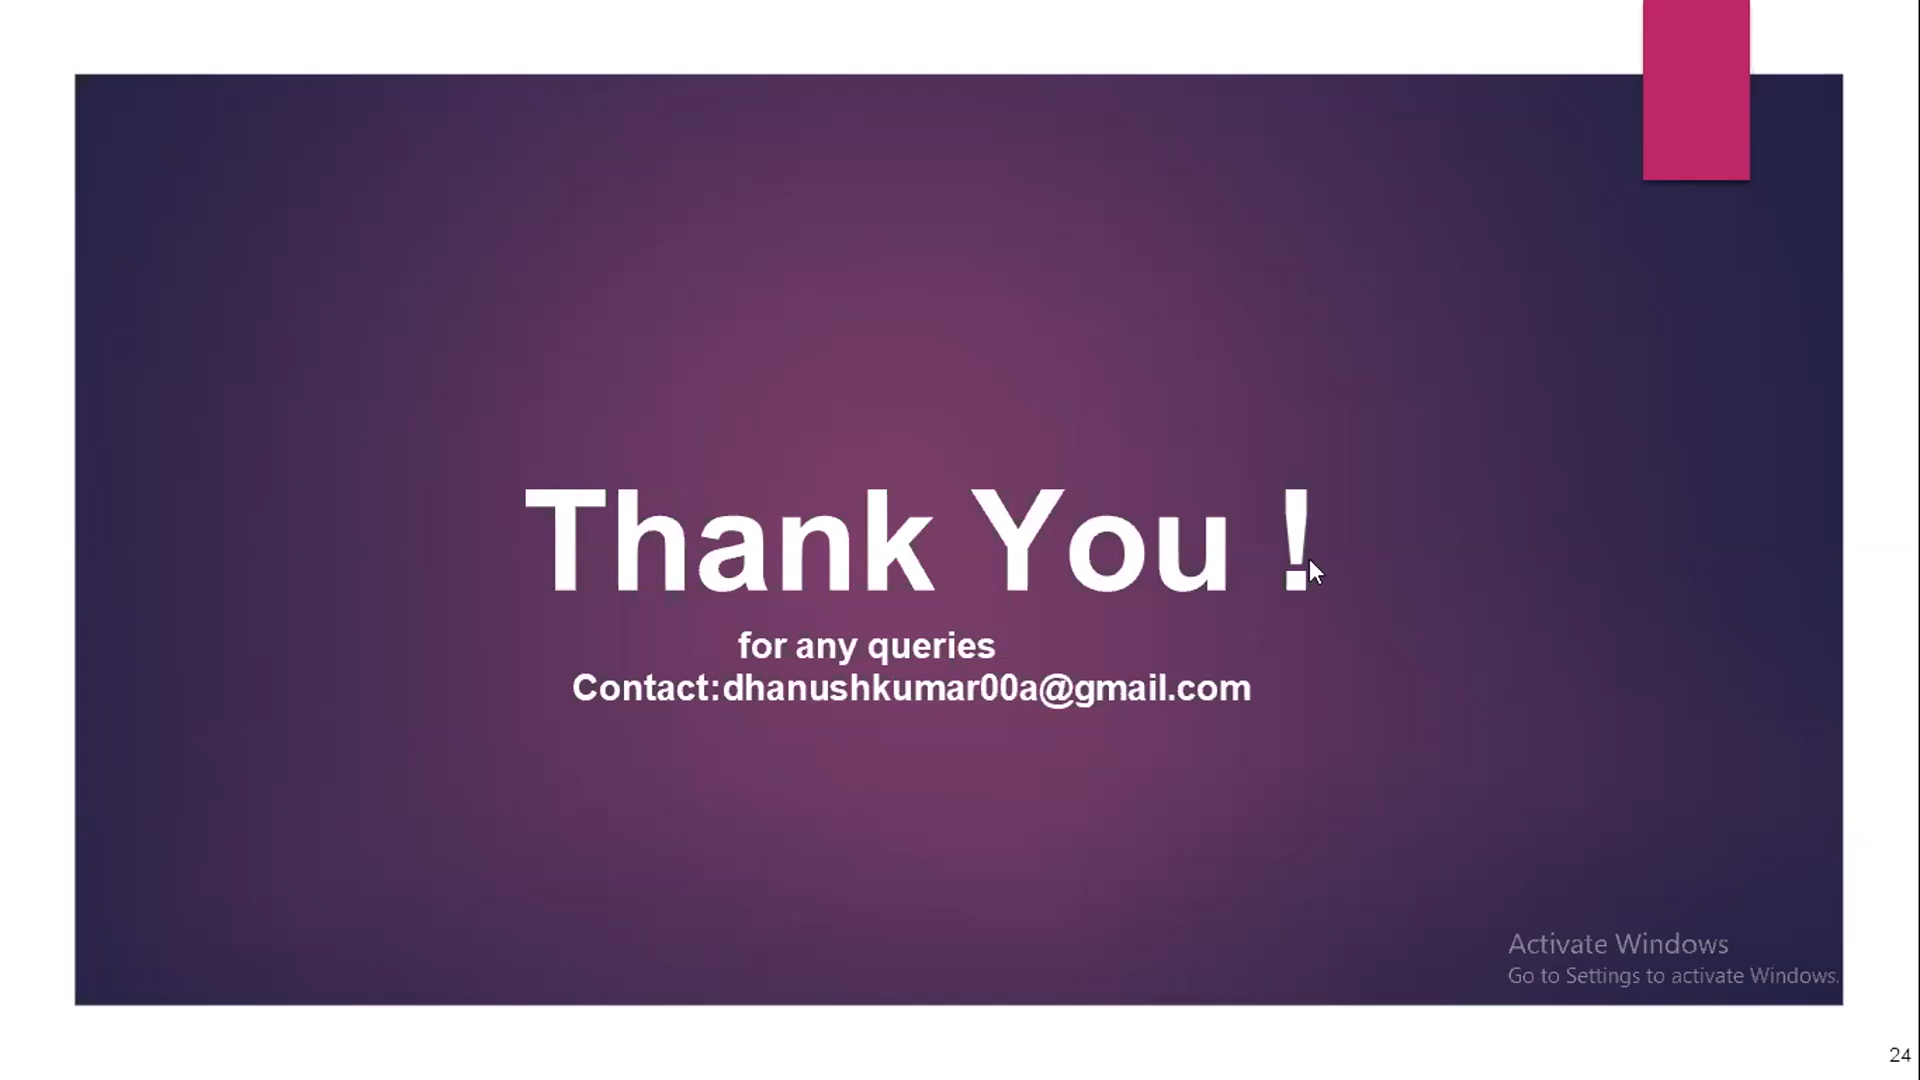 Thank You !
for any queries
Contact:dhanushkumar00a@gmail.com
Activate Windows
Go to Settings to activate Windows.
24